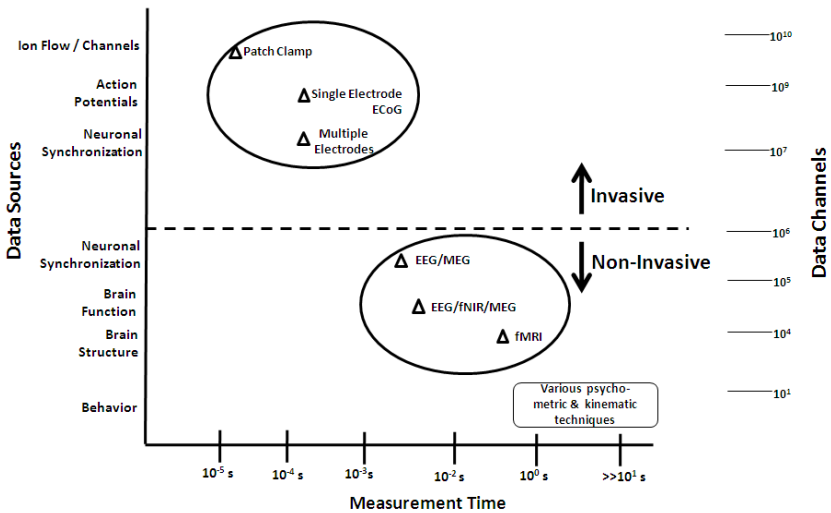 Ion Flow / Channels
Action
Potentials
Neuronal
Synchronization
Neuronal
Synchronization
Brain
Function
Brain
Structure
Behavior
Data Sources
Patch Clamp
Single Electrode
ECoG
Multiple
Electrodes
Invasive
Non-Invasive
EEG/MEG
EEG/fNIR/MEG
fMRI
Various psycho-
metric & kinematic
techniques
10¹⁰
10⁹
10⁷
10⁶
10⁵
10⁴
10¹
Data Channels
10⁻⁵ s
10⁻⁴ s
10⁻³ s
10⁻² s
10⁰ s
>>10¹ s
Measurement Time